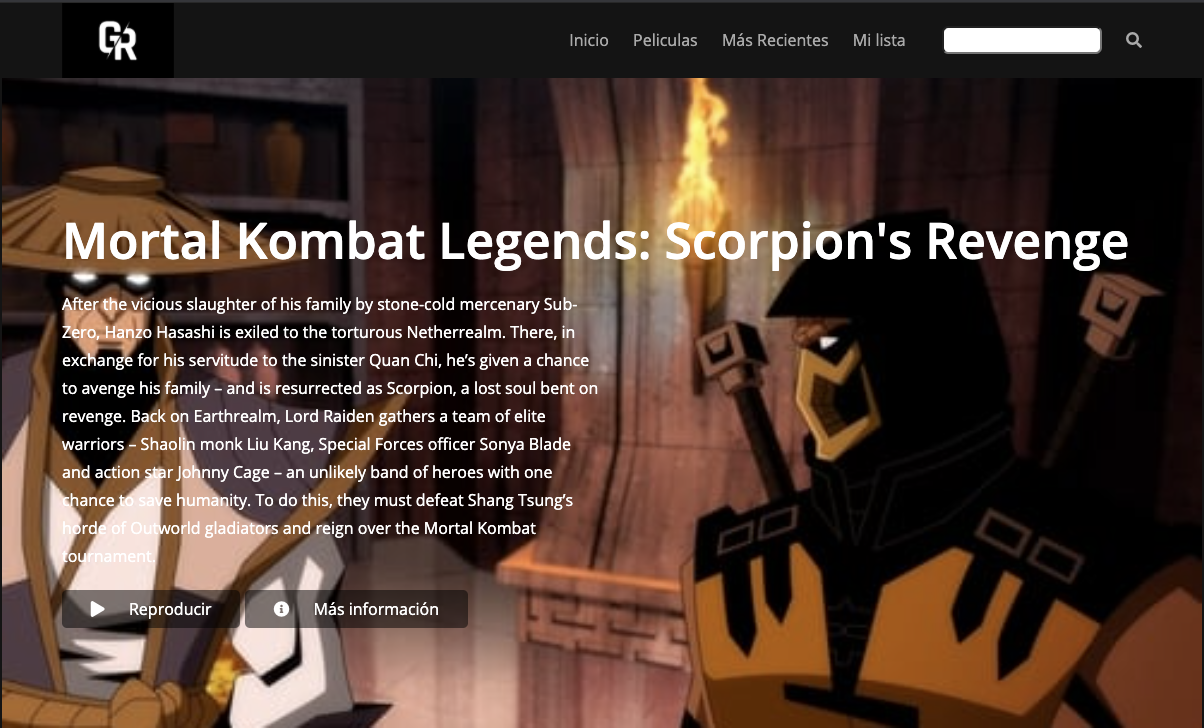 GR
Inicio Peliculas Más Recientes Mi lista
Mortal Kombat Legends: Scorpion's Revenge
After the vicious slaughter of his family by stone-cold mercenary Sub-
Zero, Hanzo Hasashi is exiled to the torturous Netherrealm. There, in
exchange for his servitude to the sinister Quan Chi, he’s given a chance
to avenge his family – and is resurrected as Scorpion, a lost soul bent on
revenge. Back on Earthrealm, Lord Raiden gathers a team of elite
warriors – Shaolin monk Liu Kang, Special Forces officer Sonya Blade
and action star Johnny Cage – an unlikely band of heroes with one
chance to save humanity. To do this, they must defeat Shang Tsung’s
horde of Outworld gladiators and reign over the Mortal Kombat
tournament.
Reproducir Más información